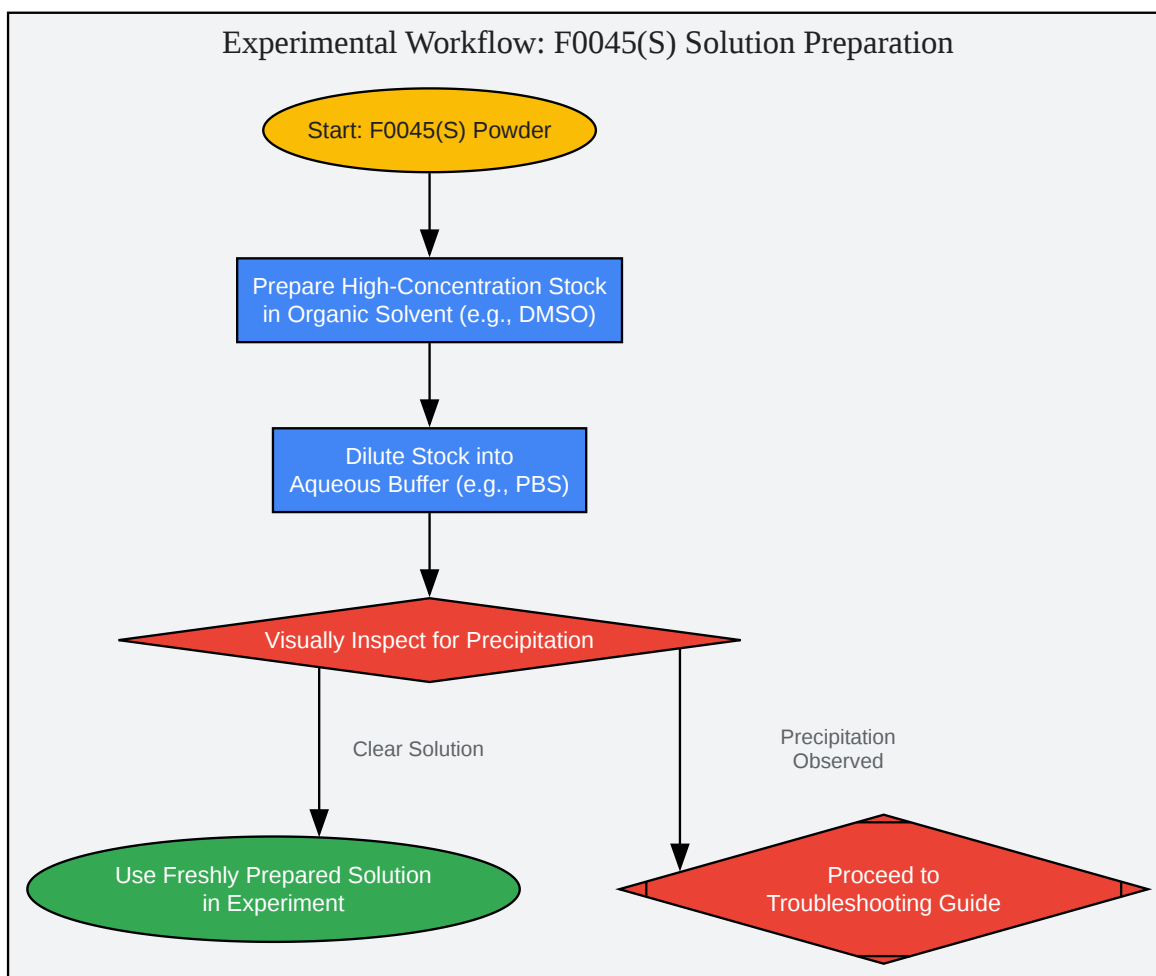 Experimental Workflow: F0045(S) Solution Preparation
Start: F0045(S) Powder
Prepare High-Concentration Stock
in Organic Solvent (e.g., DMSO)
Dilute Stock into
Aqueous Buffer (e.g., PBS)
Visually Inspect for Precipitation
Clear Solution
Precipitation
Observed
Use Freshly Prepared Solution
in Experiment
Proceed to
Troubleshooting Guide